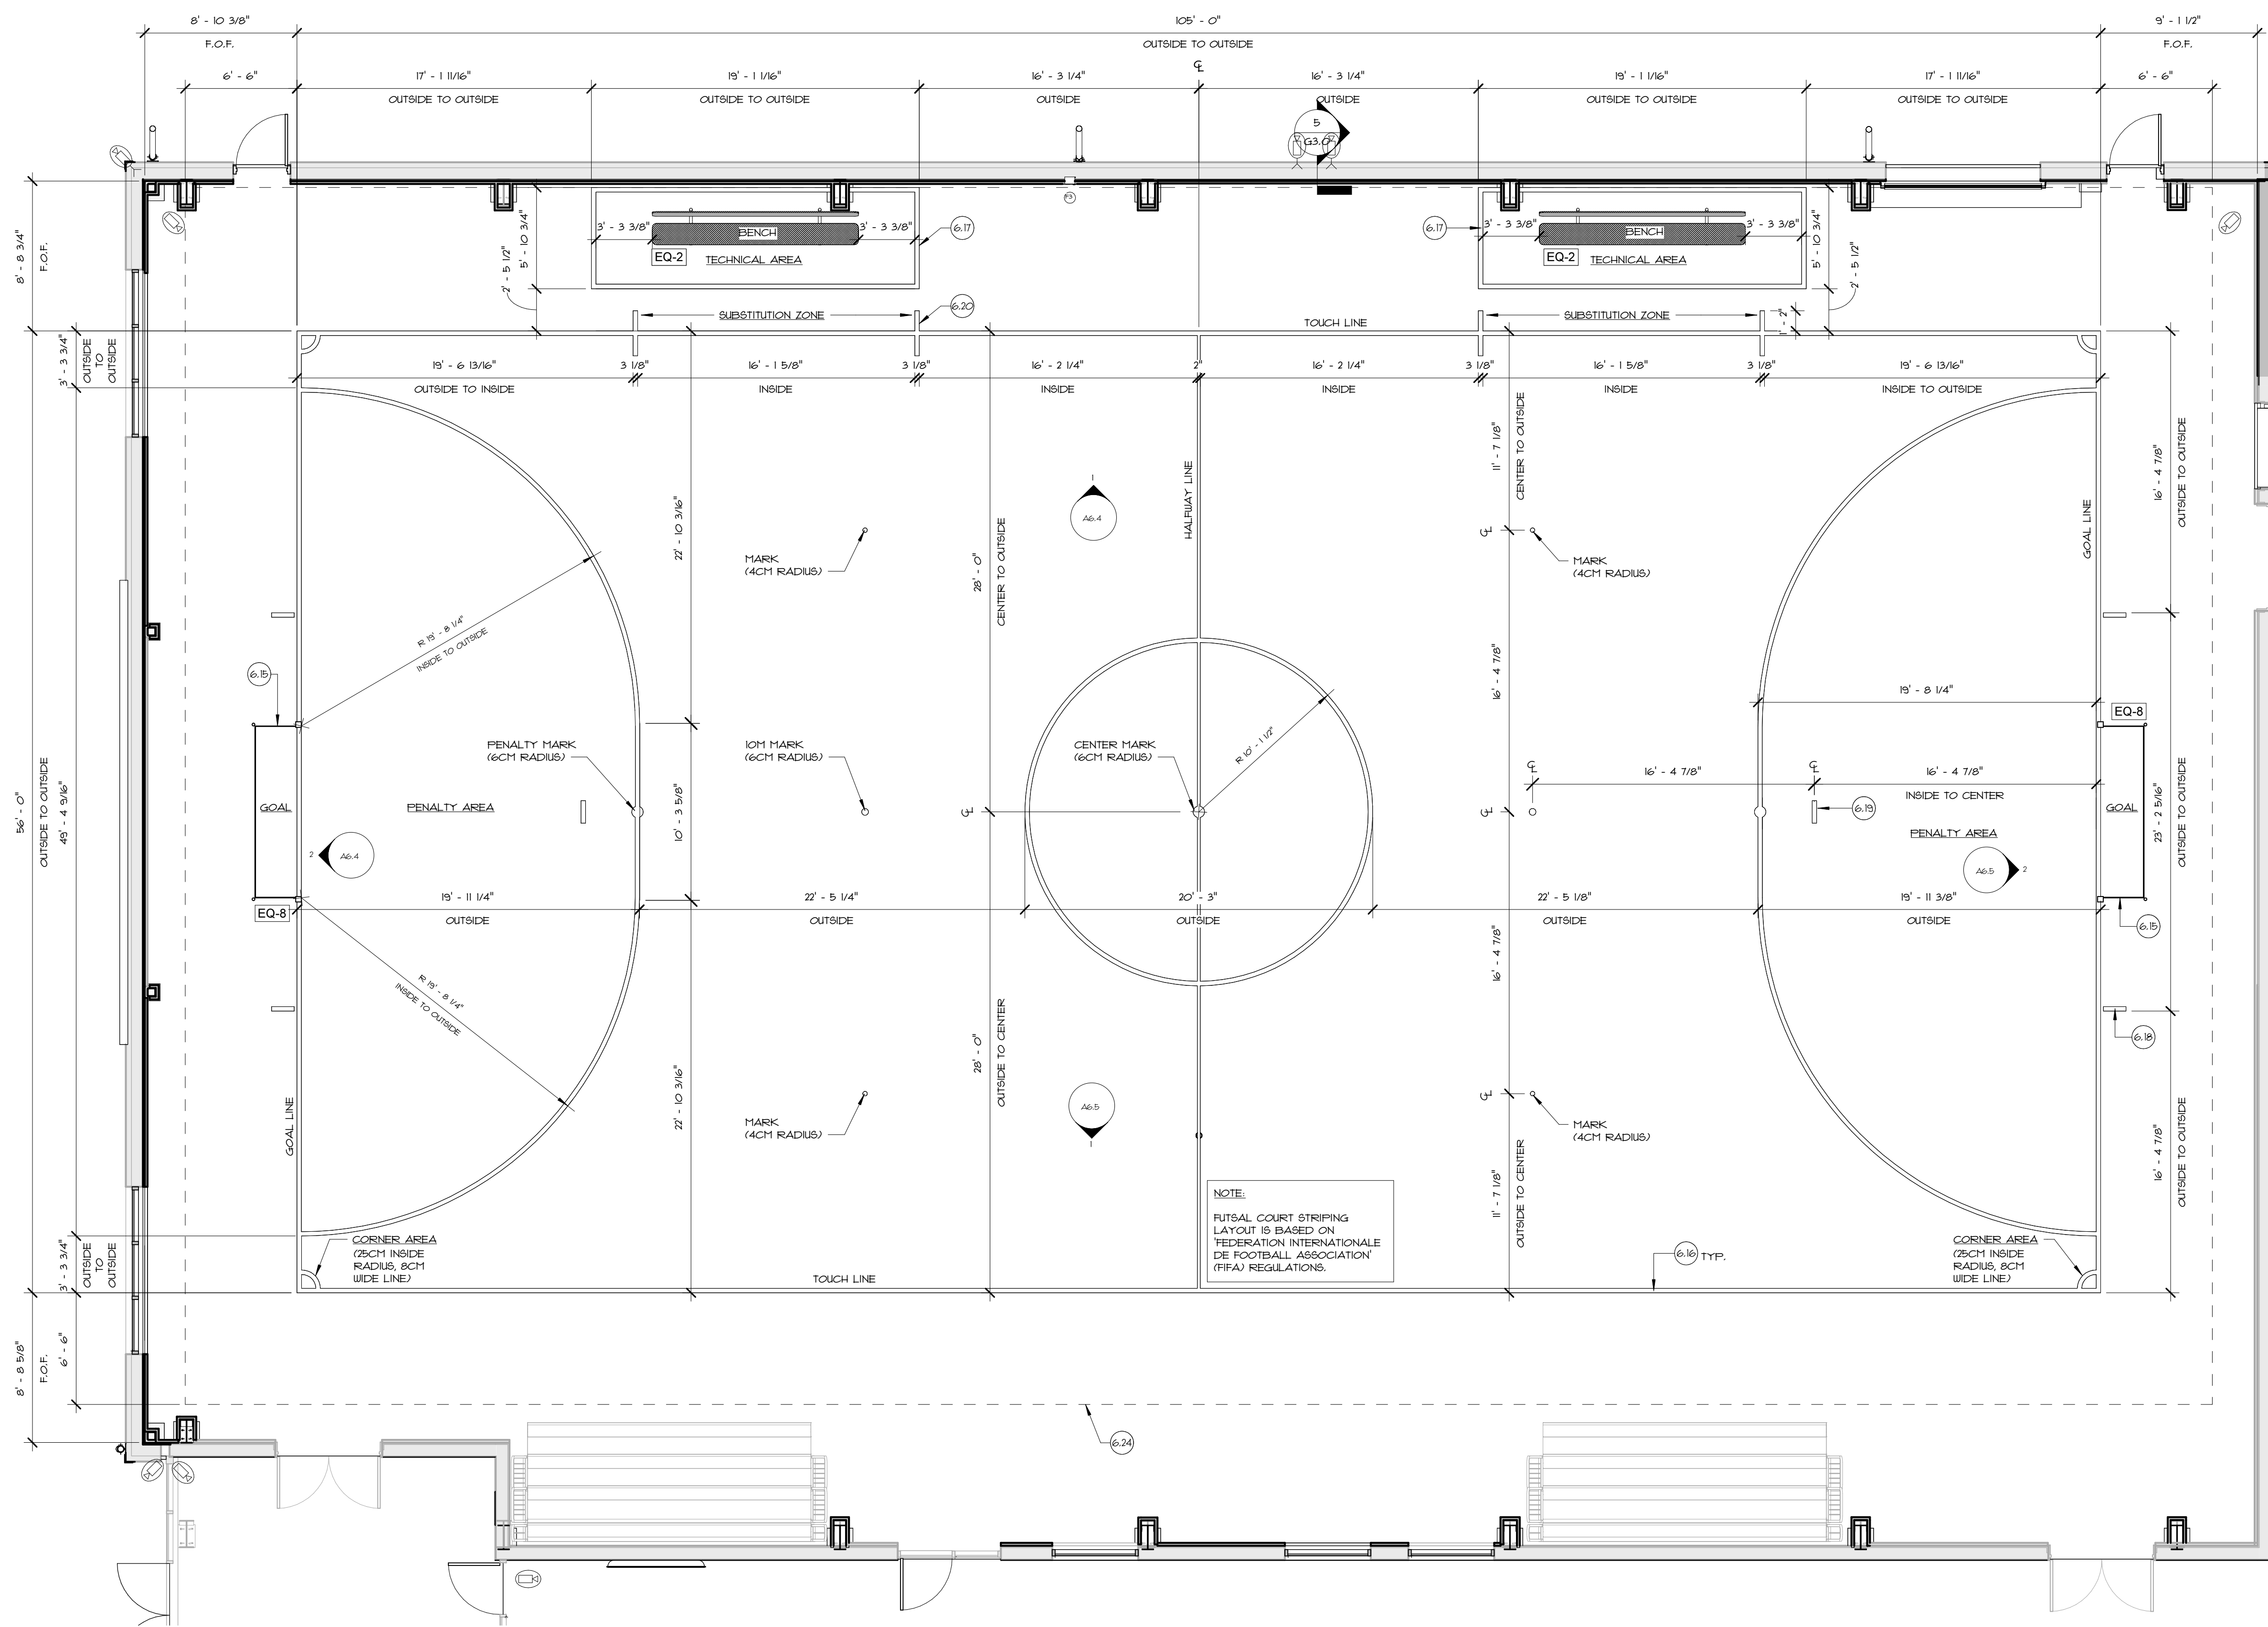 8' - 10 3/8"
105' - 0"
9' - 1 1/2"
F.O.F.
OUTSIDE TO OUTSIDE
F.O.F.
℄
6' - 6"
17' - 1 11/16"
19' - 1 1/16"
16' - 3 1/4"
16' - 3 1/4"
19' - 1 1/16"
17' - 1 11/16"
6' - 6"
OUTSIDE TO OUTSIDE
OUTSIDE TO OUTSIDE
OUTSIDE
OUTSIDE
OUTSIDE TO OUTSIDE
OUTSIDE TO OUTSIDE
5
G3.0
F3
8' - 8 3/4"
F.O.F.
2' - 5 1/2"
5' - 10 3/4"
3' - 3 3/8"
BENCH
3' - 3 3/8"
6.17
EQ-2
TECHNICAL AREA
6.17
3' - 3 3/8"
BENCH
3' - 3 3/8"
EQ-2
TECHNICAL AREA
5' - 10 3/4"
2' - 5 1/2"
6.20
SUBSTITUTION ZONE
TOUCH LINE
SUBSTITUTION ZONE
1' - 2"
3' - 3 3/4"
OUTSIDE
TO
OUTSIDE
19' - 6 13/16"
3 1/8"
16' - 1 5/8"
3 1/8"
16' - 2 1/4"
2"
16' - 2 1/4"
3 1/8"
16' - 1 5/8"
3 1/8"
19' - 6 13/16"
OUTSIDE TO INSIDE
INSIDE
INSIDE
INSIDE
INSIDE
INSIDE TO OUTSIDE
11' - 7 1/8"
CENTER TO OUTSIDE
16' - 4 7/8"
OUTSIDE TO OUTSIDE
22' - 10 3/16"
28' - 0"
CENTER TO OUTSIDE
1
A6.4
HALFWAY LINE
GOAL LINE
MARK
(4CM RADIUS)
℄
MARK
(4CM RADIUS)
R 19' - 8 1/4"
INSIDE TO OUTSIDE
16' - 4 7/8"
6.15
19' - 8 1/4"
EQ-8
PENALTY MARK
(6CM RADIUS)
10M MARK
(6CM RADIUS)
CENTER MARK
(6CM RADIUS)
R 10' - 1 1/2"
℄
16' - 4 7/8"
℄
16' - 4 7/8"
INSIDE TO CENTER
56' - 0"
OUTSIDE TO OUTSIDE
49' - 4 9/16"
GOAL
PENALTY AREA
10' - 3 5/8"
℄
℄
6.19
GOAL
23' - 2 5/16"
OUTSIDE TO OUTSIDE
PENALTY AREA
2
A6.4
A6.5
2
19' - 11 1/4"
22' - 5 1/4"
20' - 3"
22' - 5 1/8"
19' - 11 3/8"
EQ-8
OUTSIDE
OUTSIDE
OUTSIDE
OUTSIDE
OUTSIDE
6.15
16' - 4 7/8"
R 19' - 8 1/4"
INSIDE TO OUTSIDE
6.18
28' - 0"
OUTSIDE TO CENTER
GOAL LINE
22' - 10 3/16"
MARK
(4CM RADIUS)
A6.5
1
℄
MARK
(4CM RADIUS)
16' - 4 7/8"
OUTSIDE TO OUTSIDE
NOTE:
FUTSAL COURT STRIPING
LAYOUT IS BASED ON
'FEDERATION INTERNATIONALE
DE FOOTBALL ASSOCIATION'
(FIFA) REGULATIONS.
11' - 7 1/8"
OUTSIDE TO CENTER
3' - 3 3/4"
OUTSIDE
TO
OUTSIDE
CORNER AREA
(25CM INSIDE
RADIUS, 8CM
WIDE LINE)
TOUCH LINE
6.16 TYP.
CORNER AREA
(25CM INSIDE
RADIUS, 8CM
WIDE LINE)
8' - 8 5/8"
F.O.F.
6' - 6"
6.24